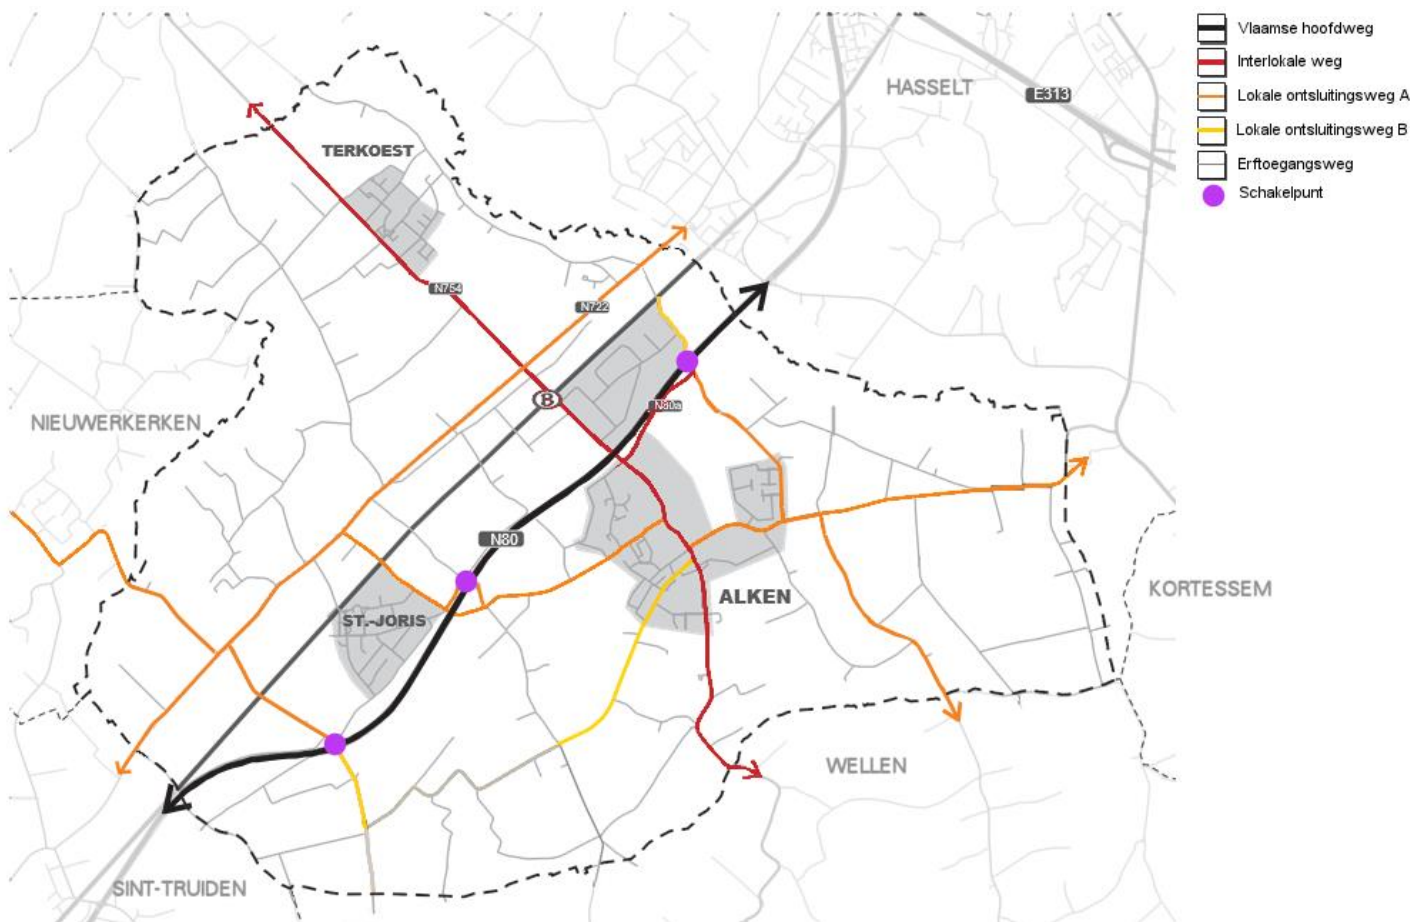 Vlaamse hoofdweg
Interlokale weg
Lokale ontsluitingsweg A
Lokale ontsluitingsweg B
Erftoegangsweg
Schakelpunt
HASSELT
E313
TERKOEST
N754
N722
B
N80a
NIEUWERKERKEN
N80
ST.-JORIS
ALKEN
KORTESSEM
WELLEN
SINT-TRUIDEN